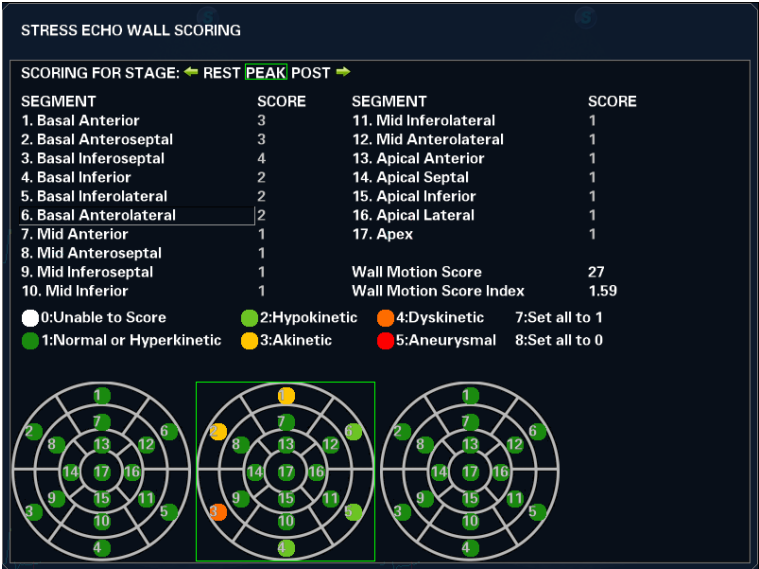 STRESS ECHO WALL SCORING
SCORING FOR STAGE: REST PEAK POST
SEGMENT SCORE SEGMENT SCORE
1. Basal Anterior 3 11. Mid Inferolateral 1
2. Basal Anteroseptal 3 12. Mid Anterolateral 1
3. Basal Inferoseptal 4 13. Apical Anterior 1
4. Basal Inferior 2 14. Apical Septal 1
5. Basal Inferolateral 2 15. Apical Inferior 1
6. Basal Anterolateral 2 16. Apical Lateral 1
7. Mid Anterior 1 17. Apex 1
8. Mid Anteroseptal 1
9. Mid Inferoseptal 1 Wall Motion Score 27
10. Mid Inferior 1 Wall Motion Score Index 1.59
0:Unable to Score 2:Hypokinetic 4:Dyskinetic 7:Set all to 1
1:Normal or Hyperkinetic 3:Akinetic 5:Aneurysmal 8:Set all to 0
1 1 1
7 7 7
2 6 2 6 2 6
8 13 12 8 13 12 8 13 12
14 17 16 14 17 16 14 17 16
9 15 11 9 15 11 9 15 11
3 5 3 5 3 5
10 10 10
4 4 4